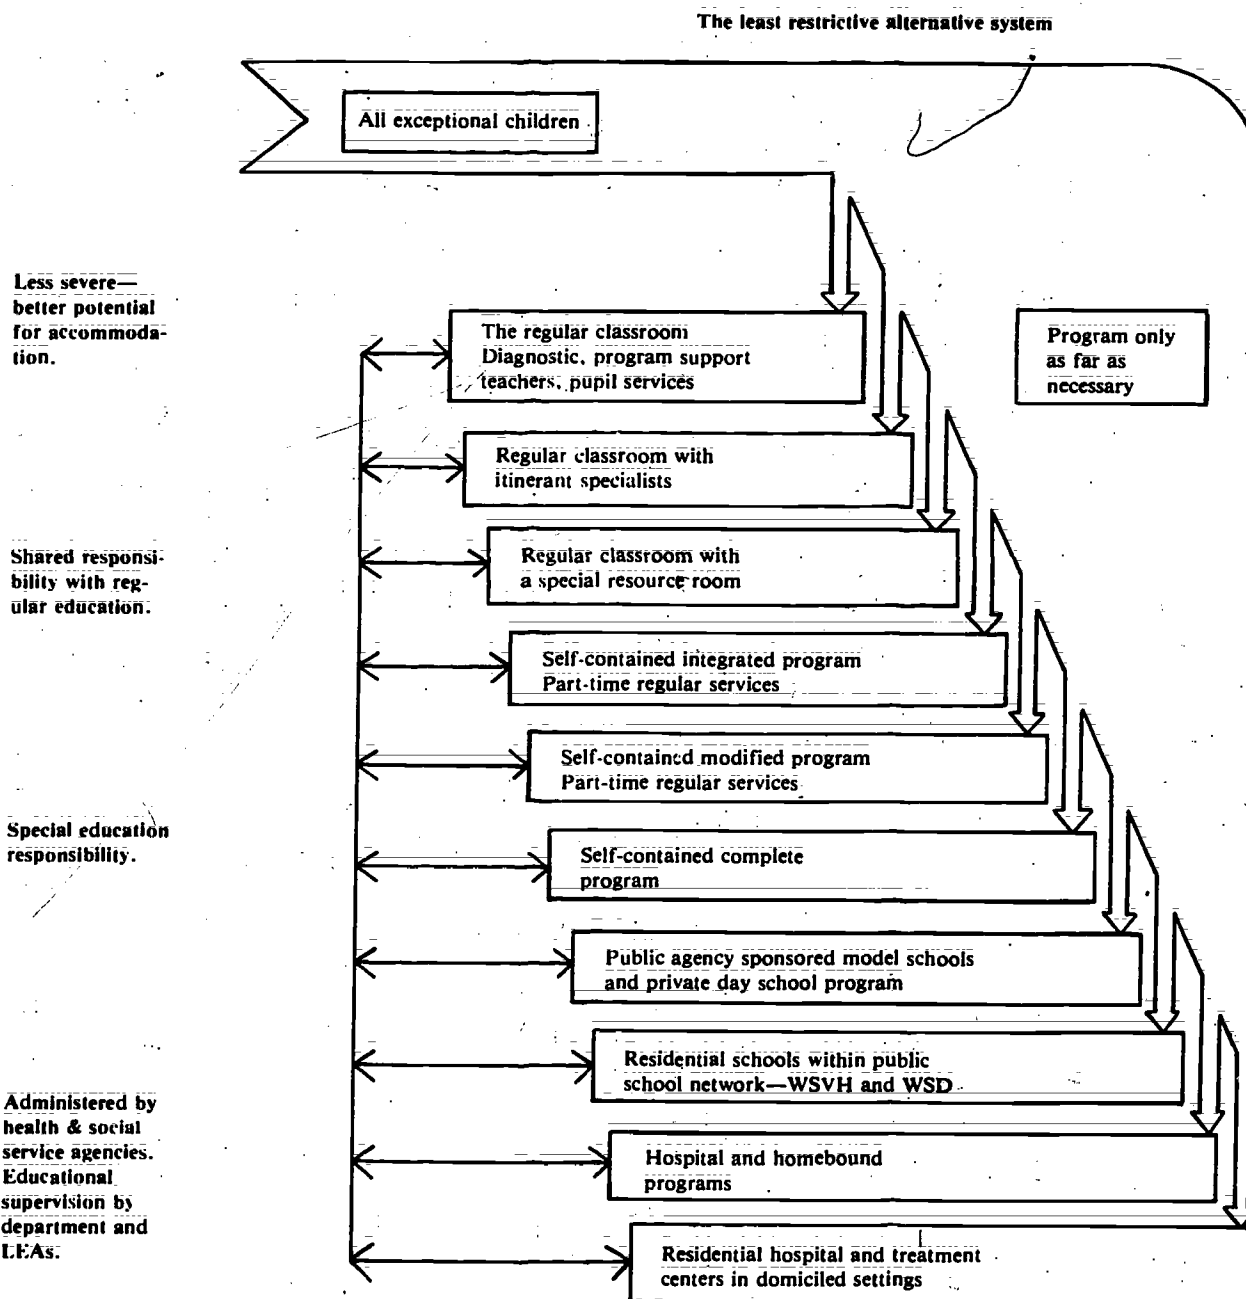 The least restrictive alternative system
All exceptional children
Less severe—
better potential
for accommoda-
tion.
The regular classroom
Diagnostic, program support
teachers, pupil services
Program only
as far as
necessary
Regular classroom with
itinerant specialists
Shared responsi-
bility with reg-
ular education.
Regular classroom with
a special resource room
Self-contained integrated program
Part-time regular services
Self-contained modified program
Part-time regular services
Special education
responsibility.
Self-contained complete
program
Public agency sponsored model schools
and private day school program
Residential schools within public
school network—WSVH and WSD
Administered by
health & social
service agencies.
Educational
supervision by
department and
LEAs.
Hospital and homebound
programs
Residential hospital and treatment
centers in domiciled settings